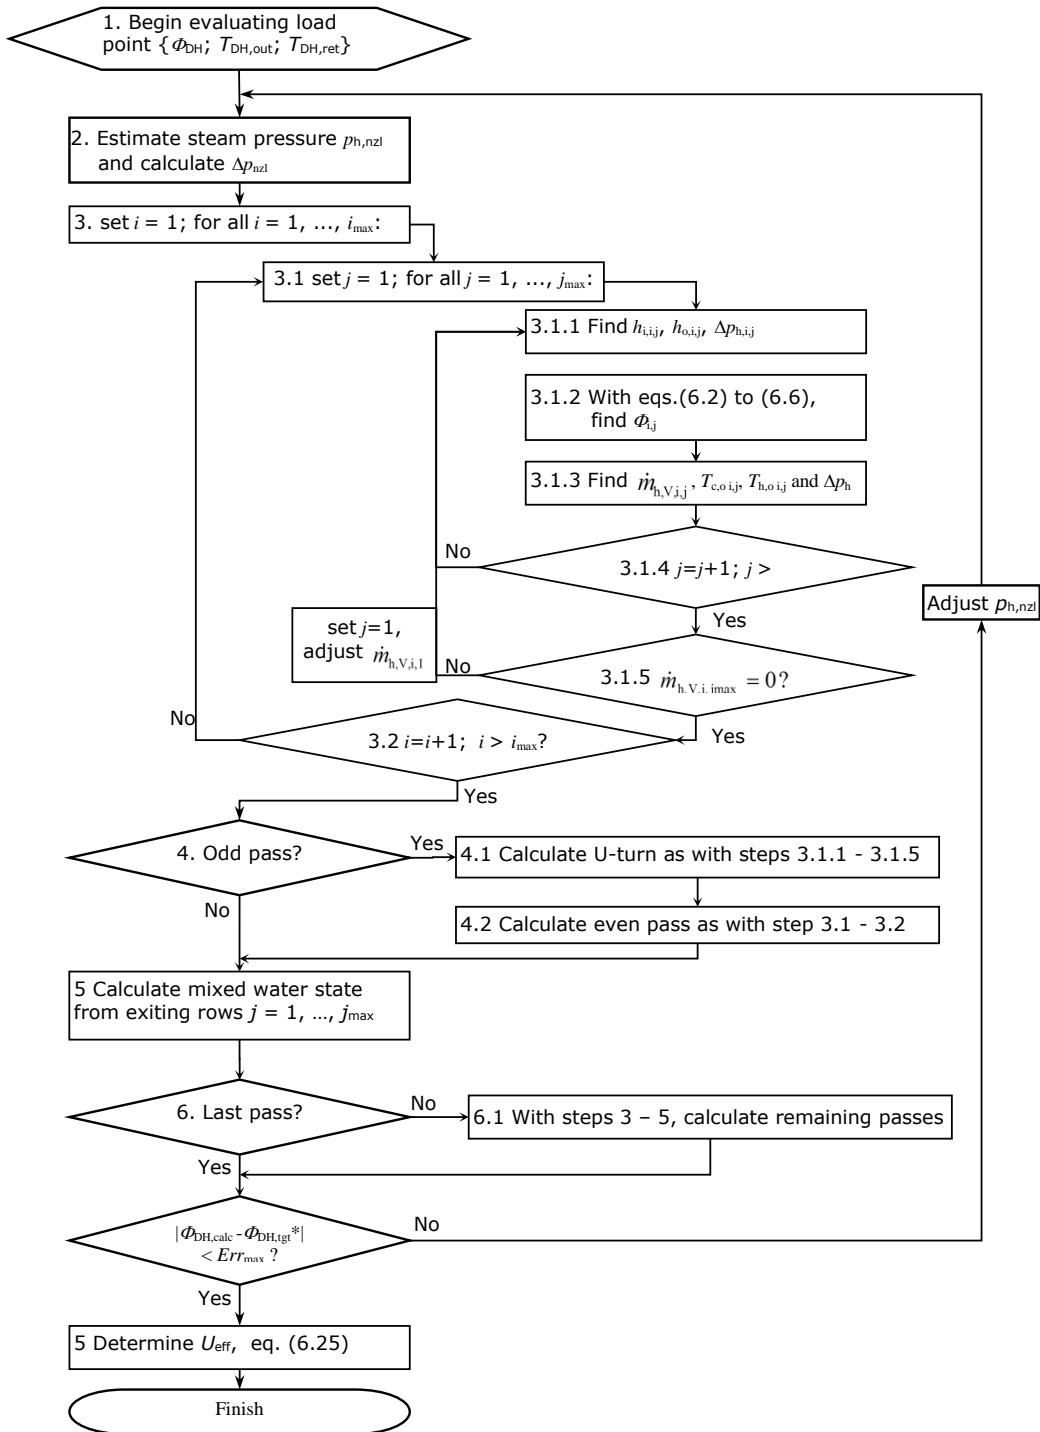 1. Begin evaluating load
point {ΦDH; TDH,out; TDH,ret}
2. Estimate steam pressure ph,nzl
and calculate Δpnzl
3. set i = 1; for all i = 1, ..., imax:
3.1 set j = 1; for all j = 1, ..., jmax:
3.1.1 Find hi,i,j, ho,i,j, Δph,i,j
3.1.2 With eqs.(6.2) to (6.6),
find Φi,j
3.1.3 Find ṁh,V,i,j , Tc,o i,j, Th,o i,j and Δph
No
3.1.4 j=j+1; j >
Adjust ph,nzl
Yes
set j=1,
adjust ṁh,V,i,1
No
3.1.5 ṁh,V,i,jmax = 0?
No
3.2 i=i+1; i > imax?
Yes
Yes
4. Odd pass?
Yes
4.1 Calculate U-turn as with steps 3.1.1 - 3.1.5
No
4.2 Calculate even pass as with step 3.1 - 3.2
5 Calculate mixed water state
from exiting rows j = 1, ..., jmax
6. Last pass?
No
6.1 With steps 3 – 5, calculate remaining passes
Yes
|ΦDH,calc - ΦDH,tgt*|
< Errmax ?
No
Yes
5 Determine Ueff, eq. (6.25)
Finish